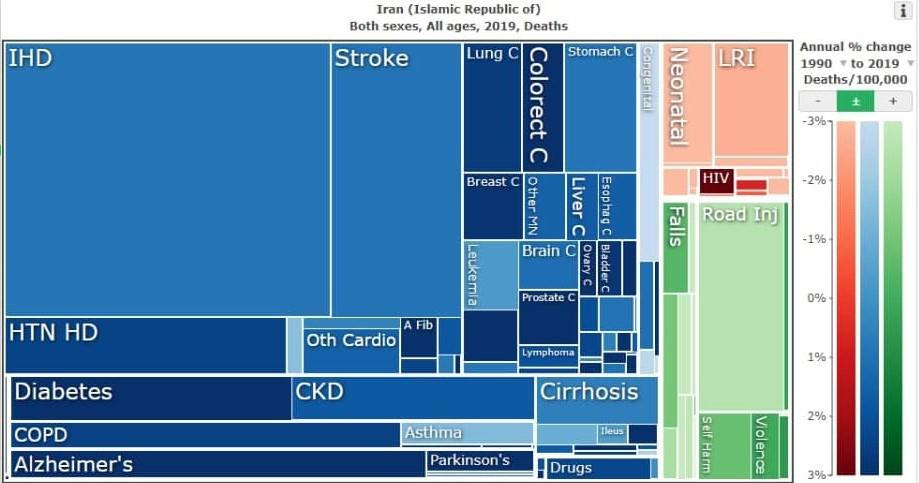 Iran (Islamic Republic of)
Both sexes, All ages, 2019, Deaths
i
IHD
Stroke
Lung C
Colorect C
Stomach C
Congenital
Neonatal
LRI
Breast C
Other MN
Liver C
Esophag C
HIV
Leukemia
Brain C
Ovary C
Bladder C
Falls
Road Inj
Prostate C
Lymphoma
HTN HD
Oth Cardio
A Fib
Diabetes
CKD
Cirrhosis
COPD
Asthma
Ileus
Self Harm
Violence
Alzheimer's
Parkinson's
Drugs
Annual % change
1990 ▾ to 2019 ▾
Deaths/100,000
- ± +
-3%
-2%
-1%
0%
1%
2%
3%